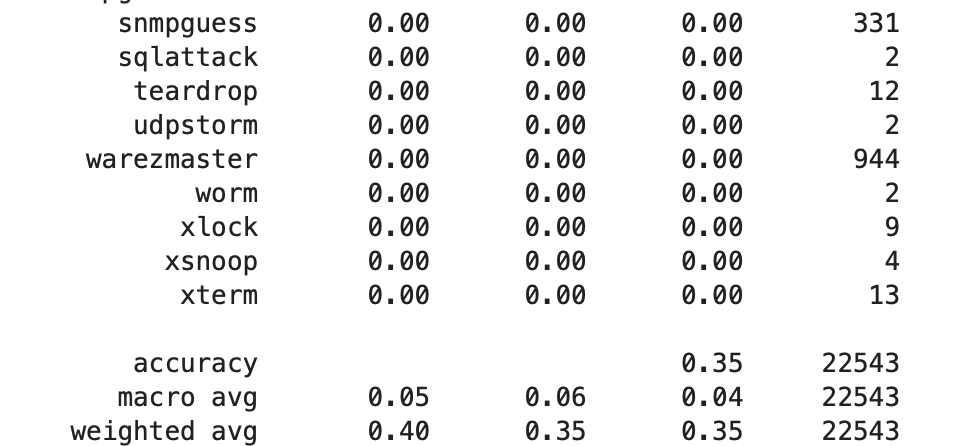 snmpguess 0.00 0.00 0.00 331
sqlattack 0.00 0.00 0.00 2
teardrop 0.00 0.00 0.00 12
udpstorm 0.00 0.00 0.00 2
warezmaster 0.00 0.00 0.00 944
worm 0.00 0.00 0.00 2
xlock 0.00 0.00 0.00 9
xsnoop 0.00 0.00 0.00 4
xterm 0.00 0.00 0.00 13
accuracy 0.35 22543
macro avg 0.05 0.06 0.04 22543
weighted avg 0.40 0.35 0.35 22543